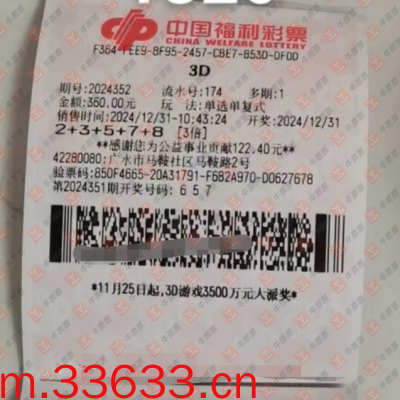 中国福利彩票
CHINA WELFARE LOTTERY
F364-FEE9-8F95-2457-CBE7-853D-DFDD
3D
期号:2024352 流水号:174 多期:1
金额:360.00元 玩 法:单选单复式
销售时间:2024/12/31-10:43:24 开奖:2024/12/31
2+3+5+7+8 [3倍]
**感谢您为公益事业贡献122.40元**
42280080:广水市马鞍社区马鞍路2号
验票码:850F4665-20A31791-F6B2A970-D0627678
第2024351期开奖号码: 6 5 7
*11月25日起,3D游戏3500万元大派奖*
m.33633.cn